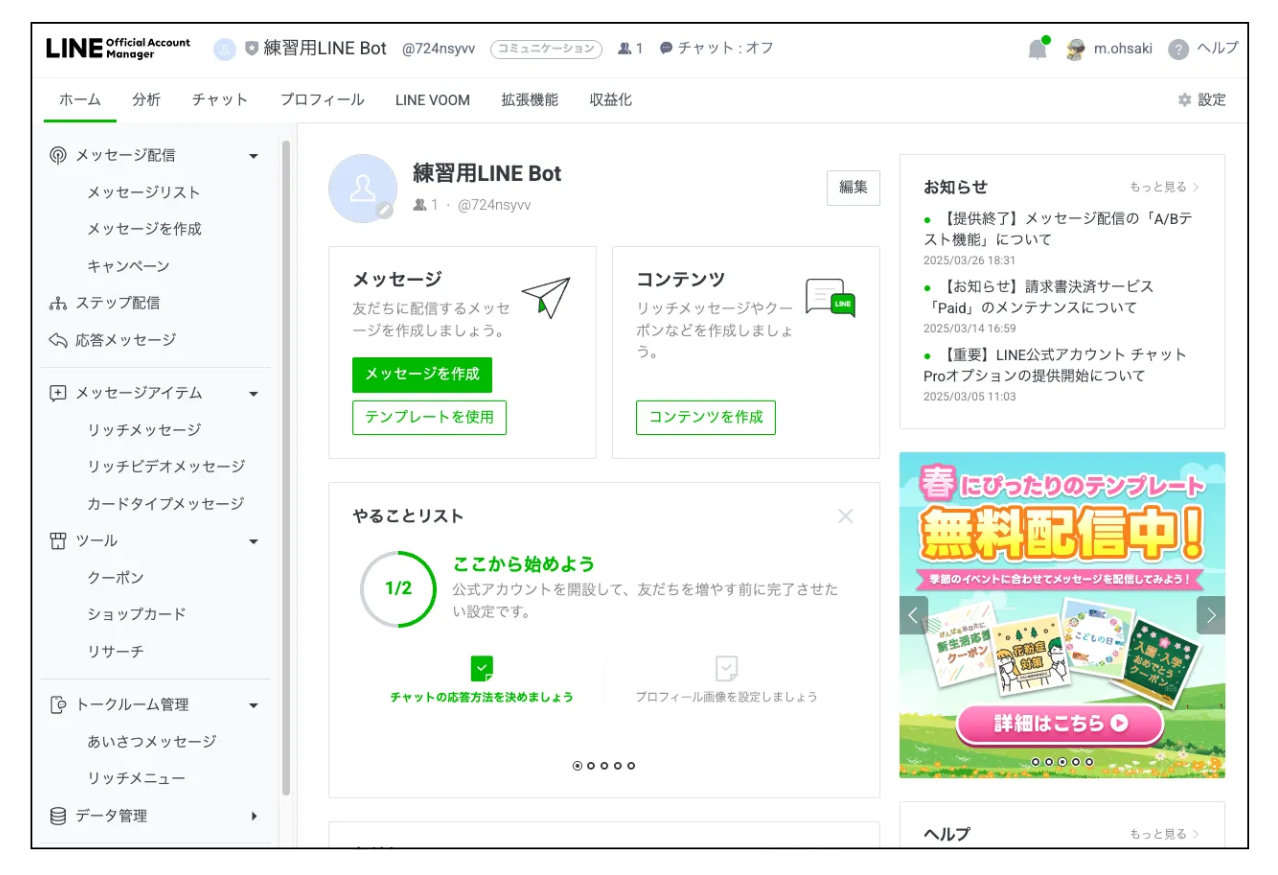 LINE Official Account Manager
練習用LINE Bot @724nsyvv コミュニケーション 1 チャット : オフ
m.ohsaki ? ヘルプ
ホーム 分析 チャット プロフィール LINE VOOM 拡張機能 収益化 設定
メッセージ配信
メッセージリスト
メッセージを作成
キャンペーン
ステップ配信
応答メッセージ
メッセージアイテム
リッチメッセージ
リッチビデオメッセージ
カードタイプメッセージ
ツール
クーポン
ショップカード
リサーチ
トークルーム管理
あいさつメッセージ
リッチメニュー
データ管理
練習用LINE Bot
1 · @724nsyvv
編集
メッセージ
友だちに配信するメッセ
ージを作成しましょう。
メッセージを作成
テンプレートを使用
コンテンツ
リッチメッセージやクー
ポンなどを作成しましょ
う。
LINE
コンテンツを作成
やることリスト
1/2
ここから始めよう
公式アカウントを開設して、友だちを増やす前に完了させた
い設定です。
チャットの応答方法を決めましょう
プロフィール画像を設定しましょう
お知らせ もっと見る
【提供終了】メッセージ配信の「A/Bテ
スト機能」について
2025/03/26 18:31
【お知らせ】請求書決済サービス
「Paid」のメンテナンスについて
2025/03/14 16:59
【重要】LINE公式アカウント チャット
Proオプションの提供開始について
2025/03/05 11:03
春にぴったりのテンプレート
無料配信中!
季節のイベントに合わせてメッセージを配信してみよう!
新生活応援
クーポン
花粉症
対策
こどもの日
入園・入学
おめでとう
クーポン
詳細はこちら
ヘルプ もっと見る